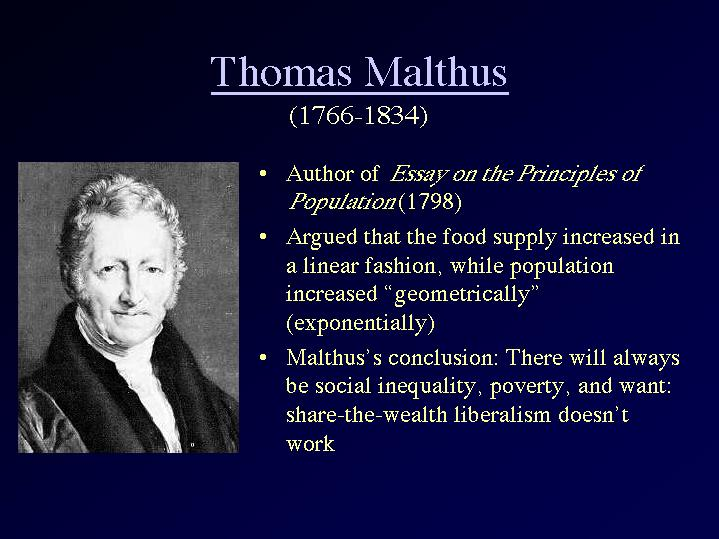 Thomas Malthus
(1766-1834)
• Author of Essay on the Principles of
Population (1798)
• Argued that the food supply increased in
a linear fashion, while population
increased “geometrically”
(exponentially)
• Malthus’s conclusion: There will always
be social inequality, poverty, and want:
share-the-wealth liberalism doesn’t
work